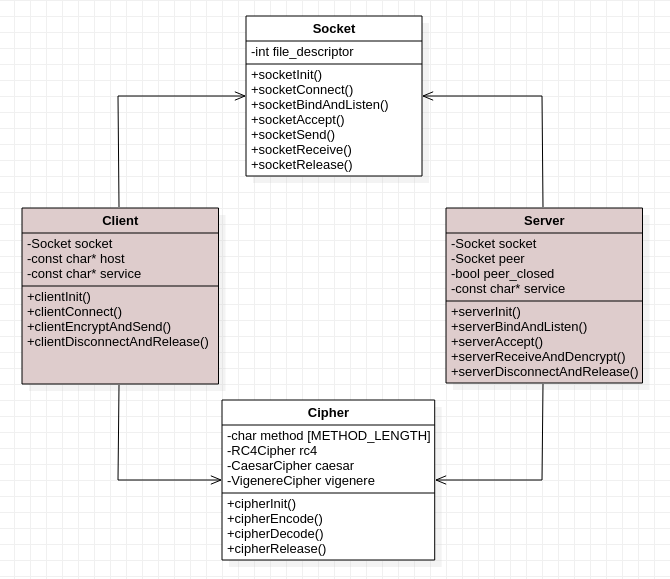 Socket
-int file_descriptor
+socketInit()
+socketConnect()
+socketBindAndListen()
+socketAccept()
+socketSend()
+socketReceive()
+socketRelease()
Client
-Socket socket
-const char* host
-const char* service
+clientInit()
+clientConnect()
+clientEncryptAndSend()
+clientDisconnectAndRelease()
Server
-Socket socket
-Socket peer
-bool peer_closed
-const char* service
+serverInit()
+serverBindAndListen()
+serverAccept()
+serverReceiveAndDencrypt()
+serverDisconnectAndRelease()
Cipher
-char method [METHOD_LENGTH]
-RC4Cipher rc4
-CaesarCipher caesar
-VigenereCipher vigenere
+cipherInit()
+cipherEncode()
+cipherDecode()
+cipherRelease()